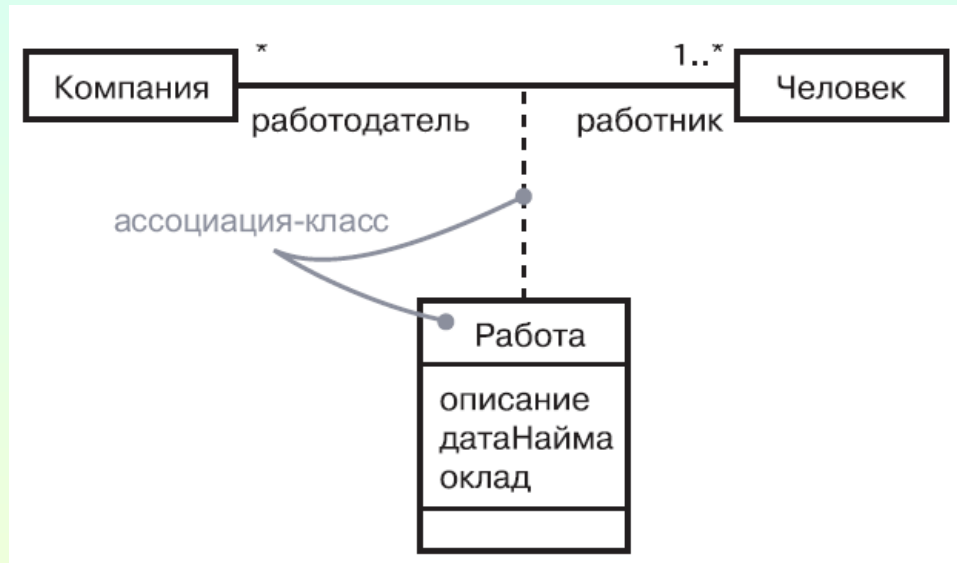 *
1..*
Компания
Человек
работодатель
работник
ассоциация-класс
Работа
описание
датаНайма
оклад